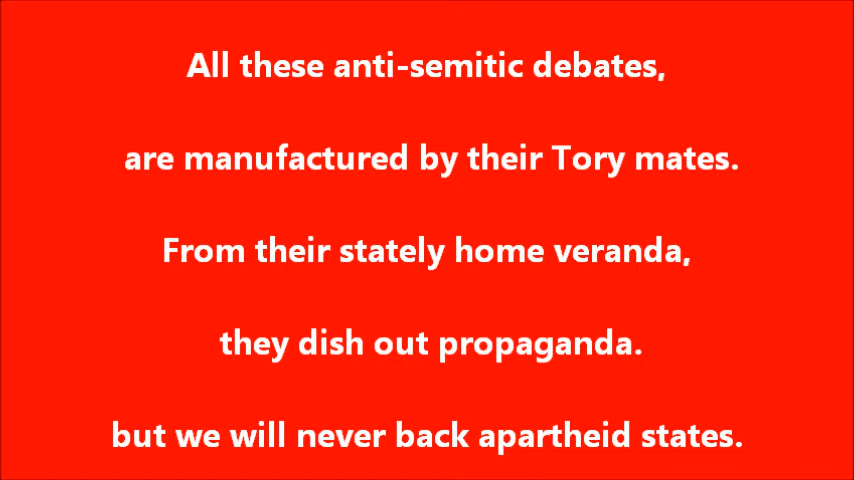 All these anti-semitic debates,
are manufactured by their Tory mates.
From their stately home veranda,
they dish out propaganda.
but we will never back apartheid states.